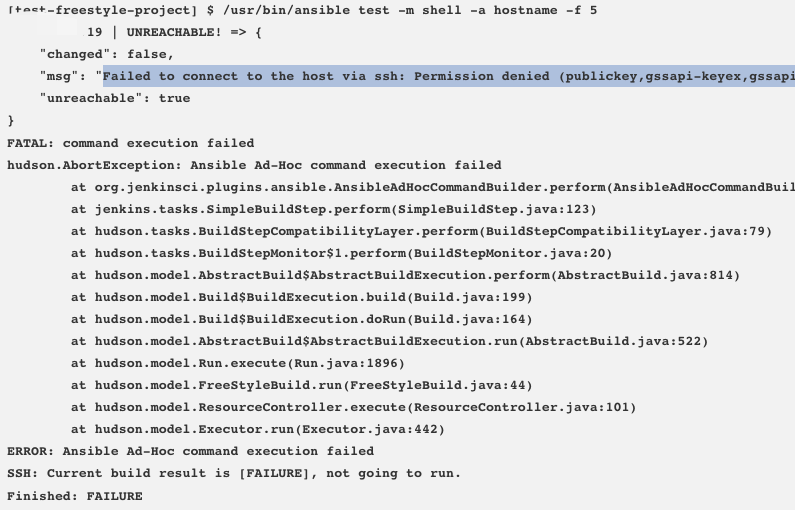 [test-freestyle-project] $ /usr/bin/ansible test -m shell -a hostname -f 5
19 | UNREACHABLE! => {
"changed": false,
"msg": "Failed to connect to the host via ssh: Permission denied (publickey,gssapi-keyex,gssapi
"unreachable": true
}
FATAL: command execution failed
hudson.AbortException: Ansible Ad-Hoc command execution failed
at org.jenkinsci.plugins.ansible.AnsibleAdHocCommandBuilder.perform(AnsibleAdHocCommandBuil
at jenkins.tasks.SimpleBuildStep.perform(SimpleBuildStep.java:123)
at hudson.tasks.BuildStepCompatibilityLayer.perform(BuildStepCompatibilityLayer.java:79)
at hudson.tasks.BuildStepMonitor$1.perform(BuildStepMonitor.java:20)
at hudson.model.AbstractBuild$AbstractBuildExecution.perform(AbstractBuild.java:814)
at hudson.model.Build$BuildExecution.build(Build.java:199)
at hudson.model.Build$BuildExecution.doRun(Build.java:164)
at hudson.model.AbstractBuild$AbstractBuildExecution.run(AbstractBuild.java:522)
at hudson.model.Run.execute(Run.java:1896)
at hudson.model.FreeStyleBuild.run(FreeStyleBuild.java:44)
at hudson.model.ResourceController.execute(ResourceController.java:101)
at hudson.model.Executor.run(Executor.java:442)
ERROR: Ansible Ad-Hoc command execution failed
SSH: Current build result is [FAILURE], not going to run.
Finished: FAILURE